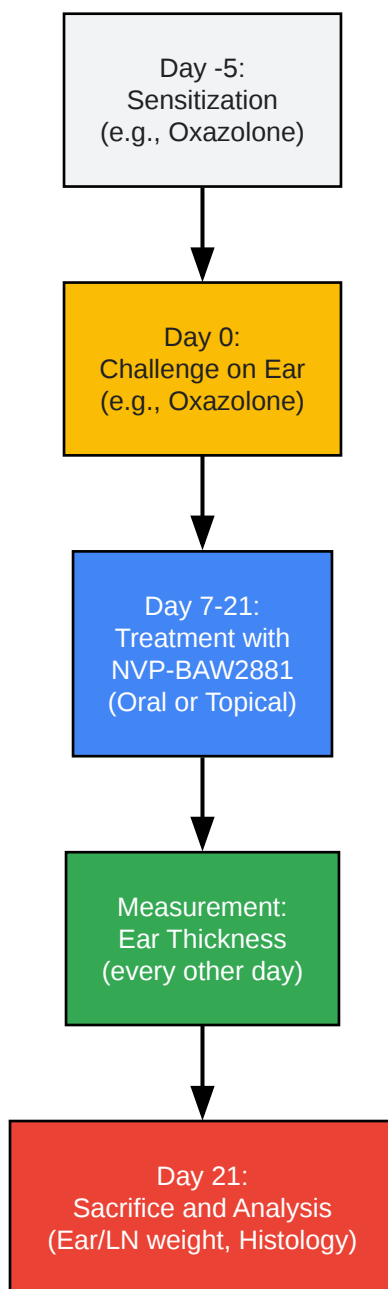 Day -5:
Sensitization
(e.g., Oxazolone)
Day 0:
Challenge on Ear
(e.g., Oxazolone)
Day 7-21:
Treatment with
NVP-BAW2881
(Oral or Topical)
Measurement:
Ear Thickness
(every other day)
Day 21:
Sacrifice and Analysis
(Ear/LN weight, Histology)